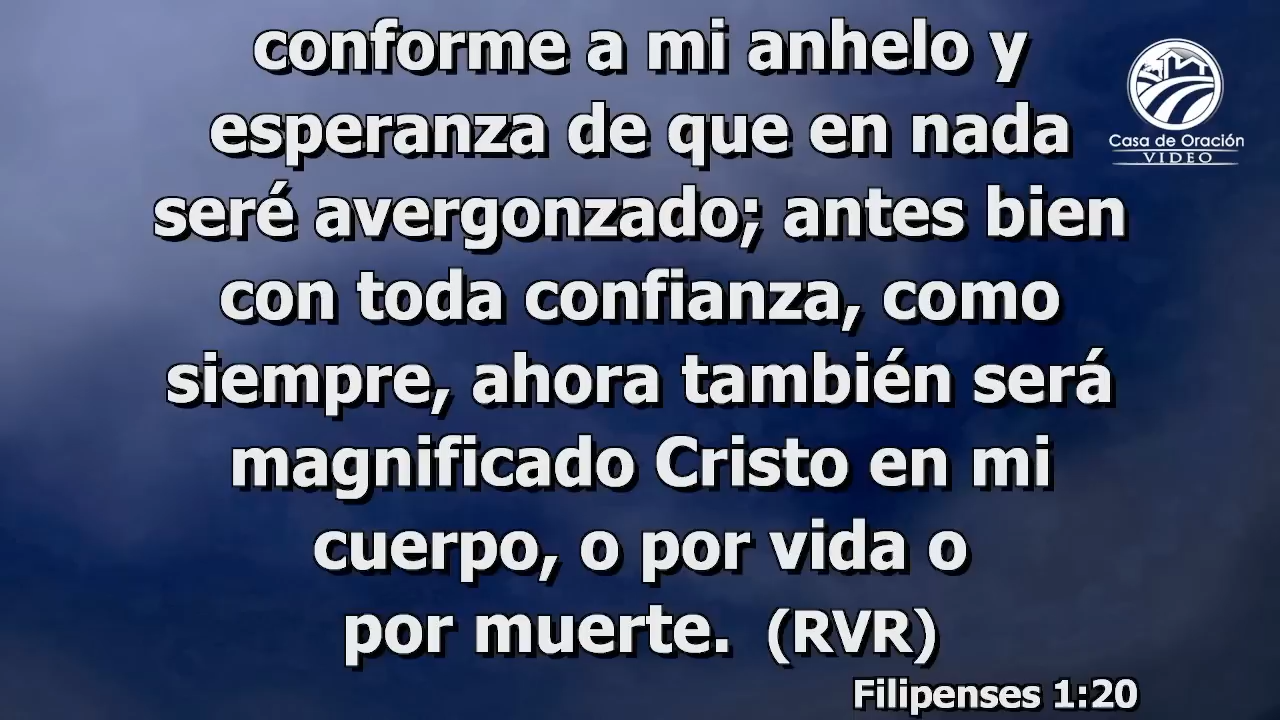 conforme a mi anhelo y
esperanza de que en nada
seré avergonzado; antes bien
con toda confianza, como
siempre, ahora también será
magnificado Cristo en mi
cuerpo, o por vida o
por muerte. (RVR)
Filipenses 1:20
Casa de Oración
VIDEO